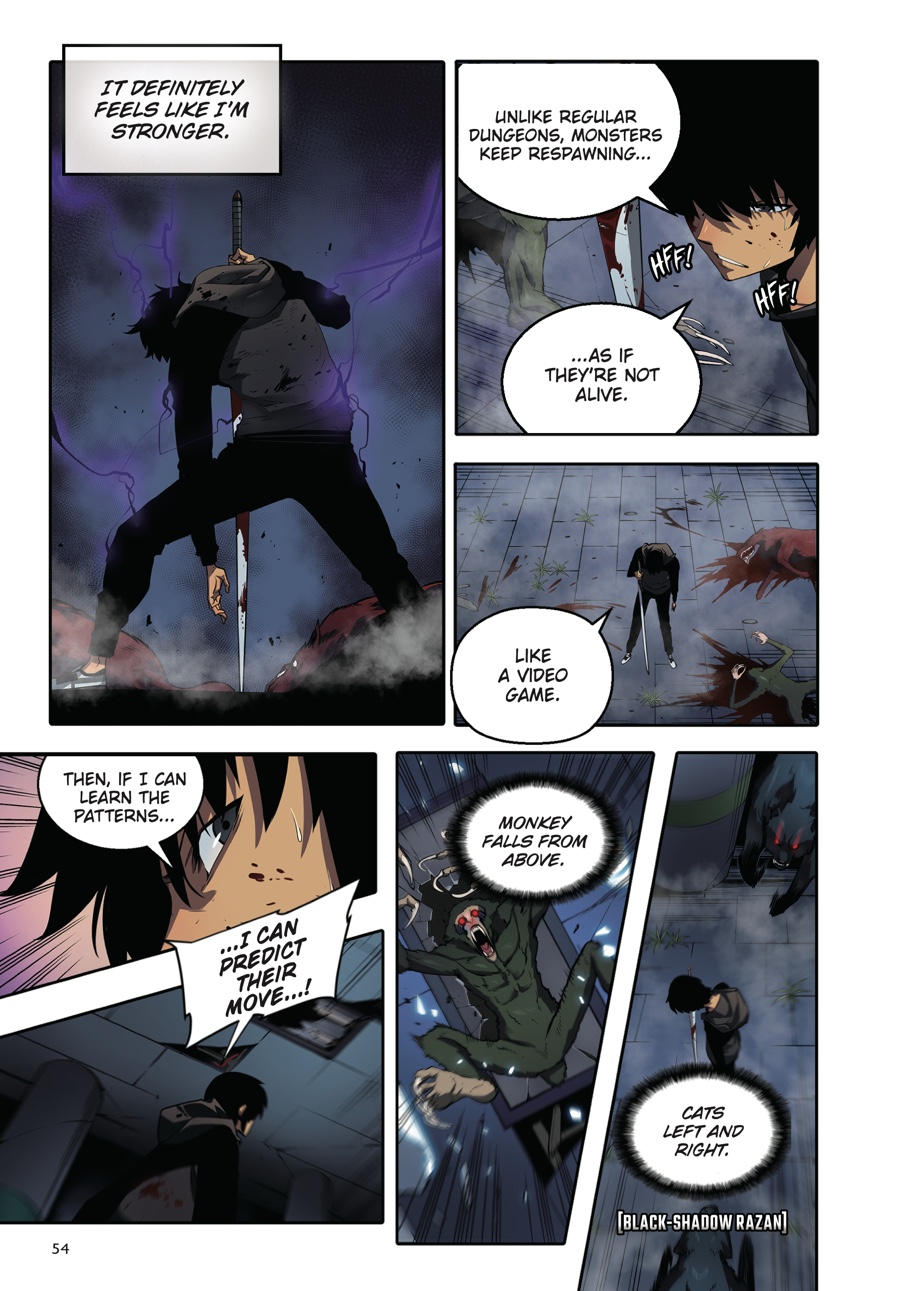 IT DEFINITELY
FEELS LIKE I'M
STRONGER.
UNLIKE REGULAR
DUNGEONS, MONSTERS
KEEP RESPAWNING...
HFF!
HFF!
...AS IF
THEY'RE NOT
ALIVE.
LIKE
A VIDEO
GAME.
THEN, IF I CAN
LEARN THE
PATTERNS...
...I CAN
PREDICT
THEIR
MOVE...!
MONKEY
FALLS FROM
ABOVE.
CATS
LEFT AND
RIGHT.
[BLACK-SHADOW RAZAN]
54